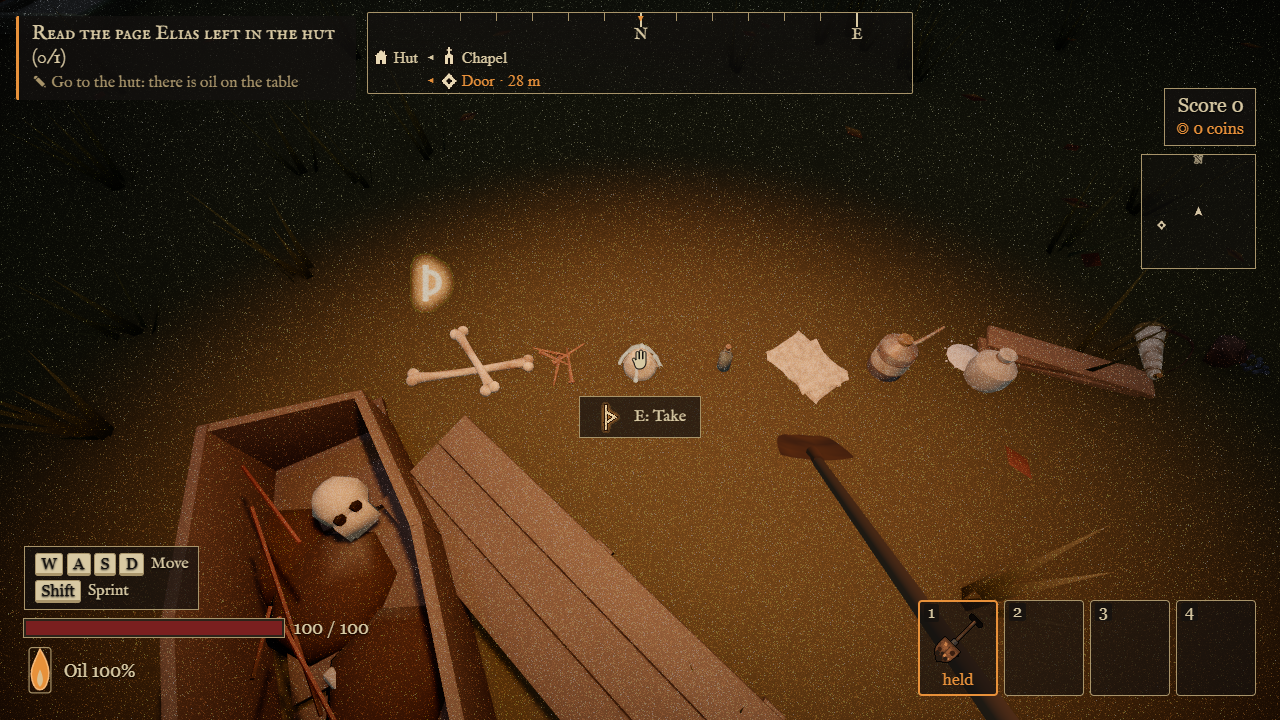 Read the page Elias left in the hut
(0/1)
Go to the hut: there is oil on the table
N
E
Hut
Chapel
Door · 28 m
Score 0
0 coins
Þ
E: Take
W A S D Move
Shift Sprint
100 / 100
Oil 100%
1
held
2
3
4